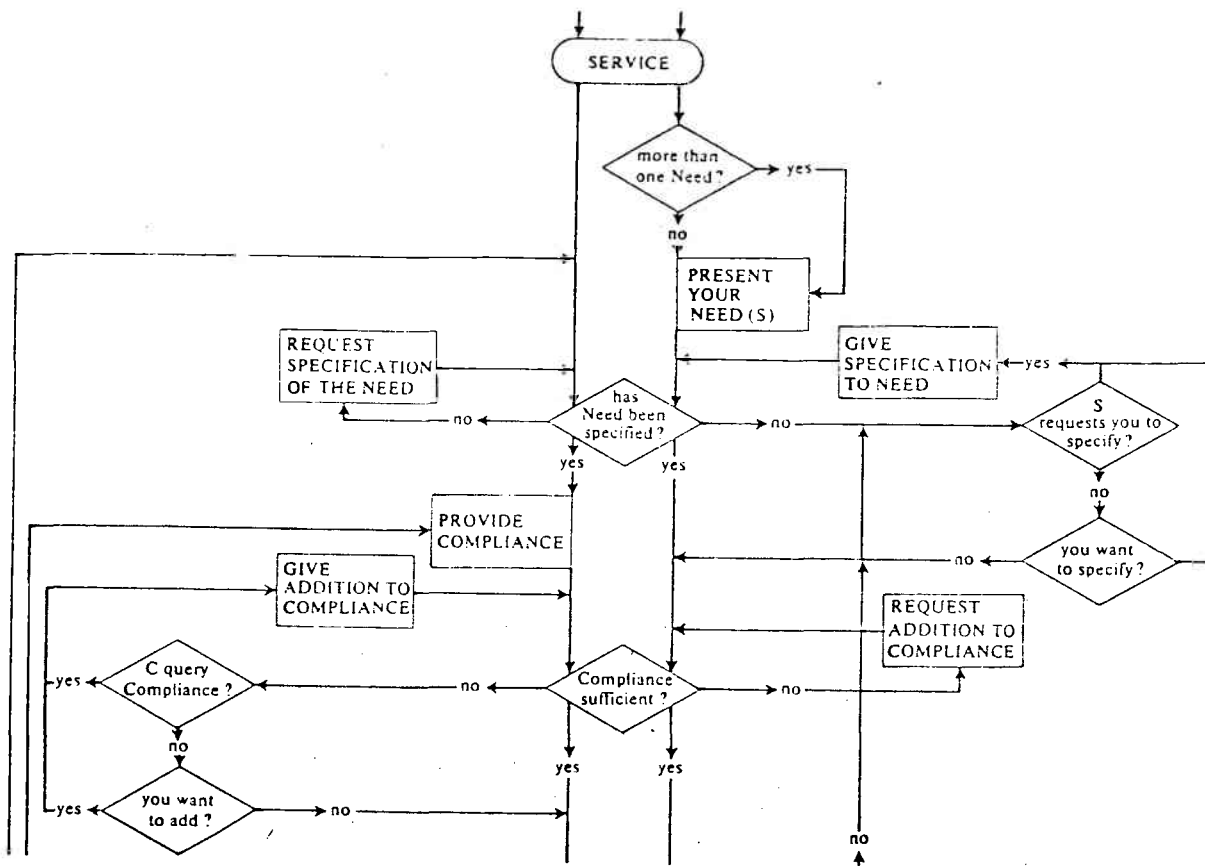 SERVICE
more than
one Need?
yes
no
PRESENT
YOUR
NEED (S)
REQUEST
SPECIFICATION
OF THE NEED
GIVE
SPECIFICATION
TO NEED
yes
has
Need been
specified?
no
no
S
requests you to
specify?
yes
yes
no
PROVIDE
COMPLIANCE
no
you want
to specify?
GIVE
ADDITION TO
COMPLIANCE
REQUEST
ADDITION TO
COMPLIANCE
C query
Compliance?
yes
no
Compliance
sufficient?
no
no
yes
yes
you want
to add?
yes
no
no